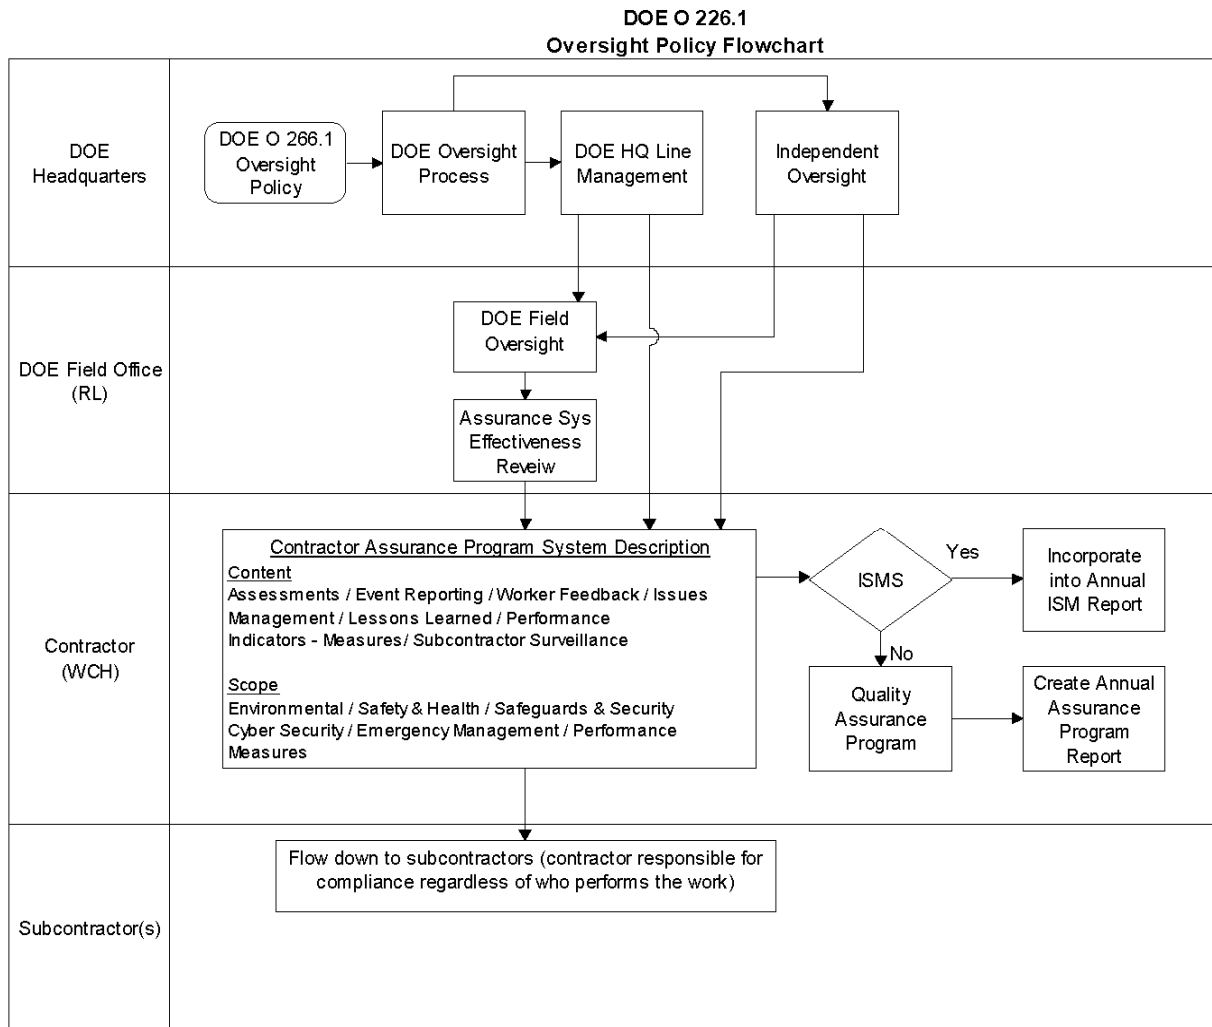 DOE O 226.1
Oversight Policy Flowchart
DOE
Headquarters
DOE O 266.1
Oversight
Policy
DOE Oversight
Process
DOE HQ Line
Management
Independent
Oversight
DOE Field Office
(RL)
DOE Field
Oversight
Assurance Sys
Effectiveness
Reveiw
Contractor
(WCH)
Contractor Assurance Program System Description
Content
Assessments / Event Reporting / Worker Feedback / Issues
Management / Lessons Learned / Performance
Indicators - Measures/ Subcontractor Surveillance
Scope
Environmental / Safety & Health / Safeguards & Security
Cyber Security / Emergency Management / Performance
Measures
ISMS
Yes
Incorporate
into Annual
ISM Report
No
Quality
Assurance
Program
Create Annual
Assurance
Program
Report
Subcontractor(s)
Flow down to subcontractors (contractor responsible for
compliance regardless of who performs the work)